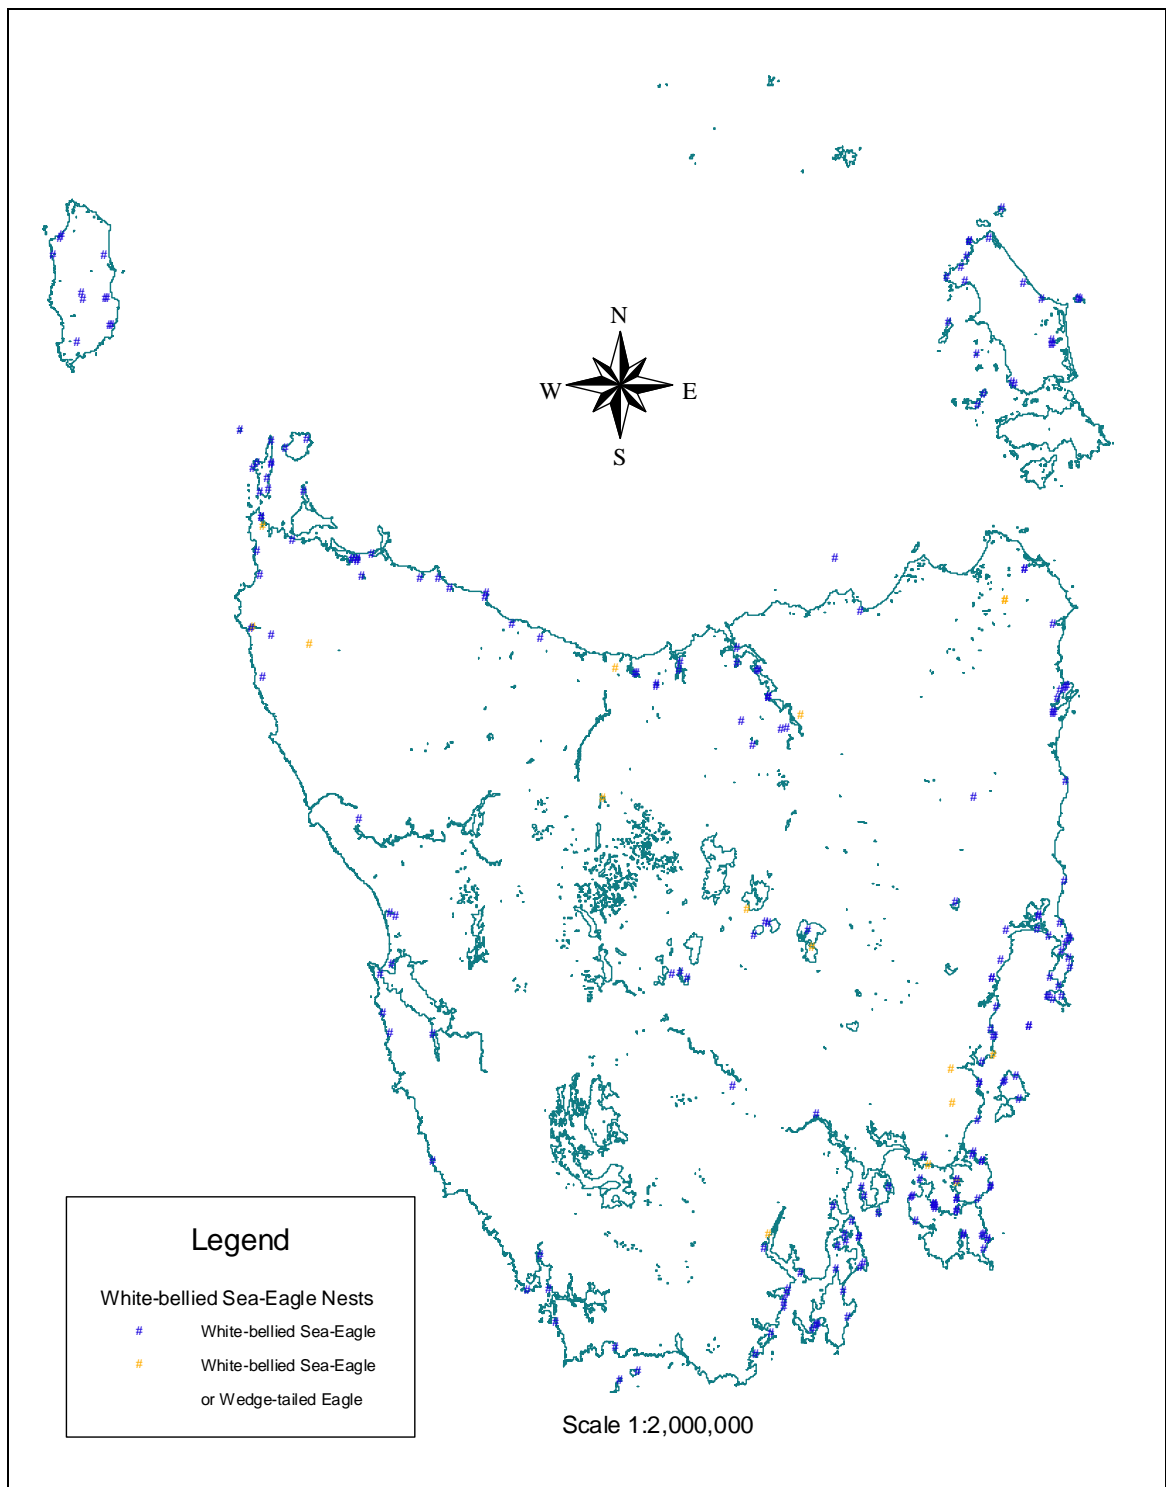 N
W E
S
Legend
White-bellied Sea-Eagle Nests
# White-bellied Sea-Eagle
# White-bellied Sea-Eagle
or Wedge-tailed Eagle
Scale 1:2,000,000